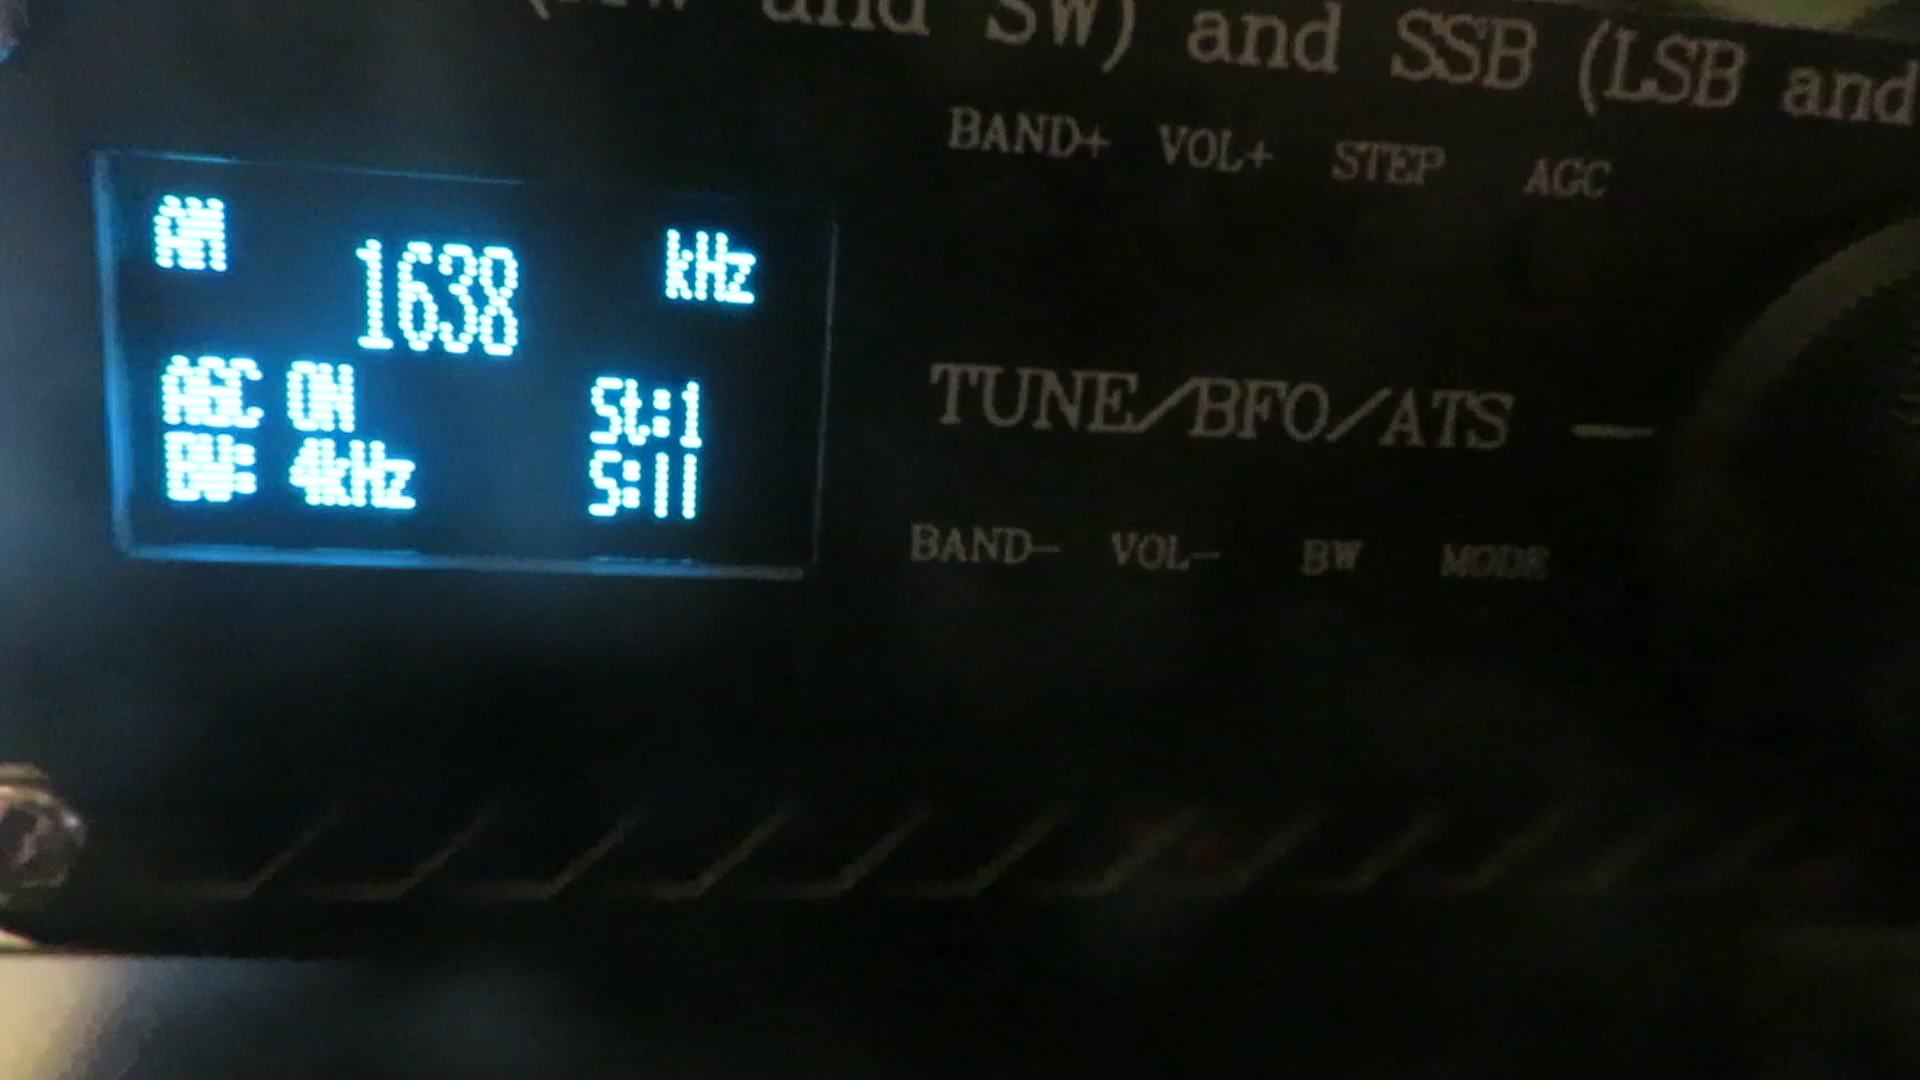 and SW) and SSB (LSB and
BAND+ VOL+ STEP AGC
AM 1638 kHz
AGC ON St:1
BW: 4kHz S:||
TUNE/BFO/ATS —
BAND- VOL- BW MODE